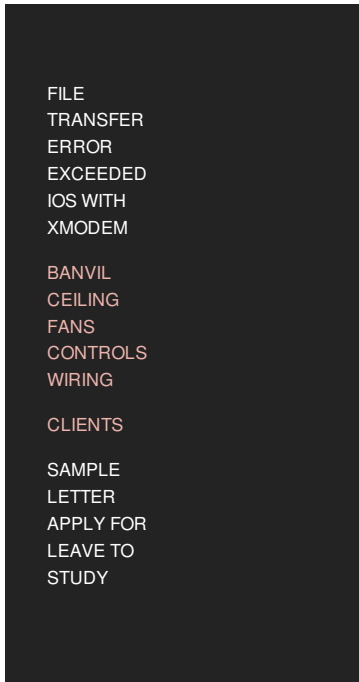 FILE
TRANSFER
ERROR
EXCEEDED
IOS WITH
XMODEM
BANVIL
CEILING
FANS
CONTROLS
WIRING
CLIENTS
SAMPLE
LETTER
APPLY FOR
LEAVE TO
STUDY